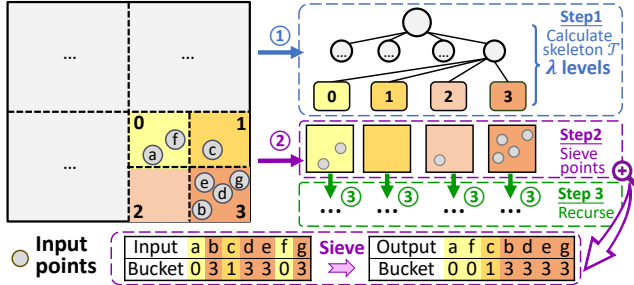 ... ...
0 1
f
a c
...
e g
d
b
2 3
Input
points
① Step1
Calculate
skeleton 𝒯
λ levels
... ... ...
0 1 2 3
② Step2
Sieve
points
③ ③ ③ ③ Step 3
... ... ... ... Recurse
Input a b c d e f g Sieve Output a f c b d e g
Bucket 0 3 1 3 3 0 3 Bucket 0 0 1 3 3 3 3